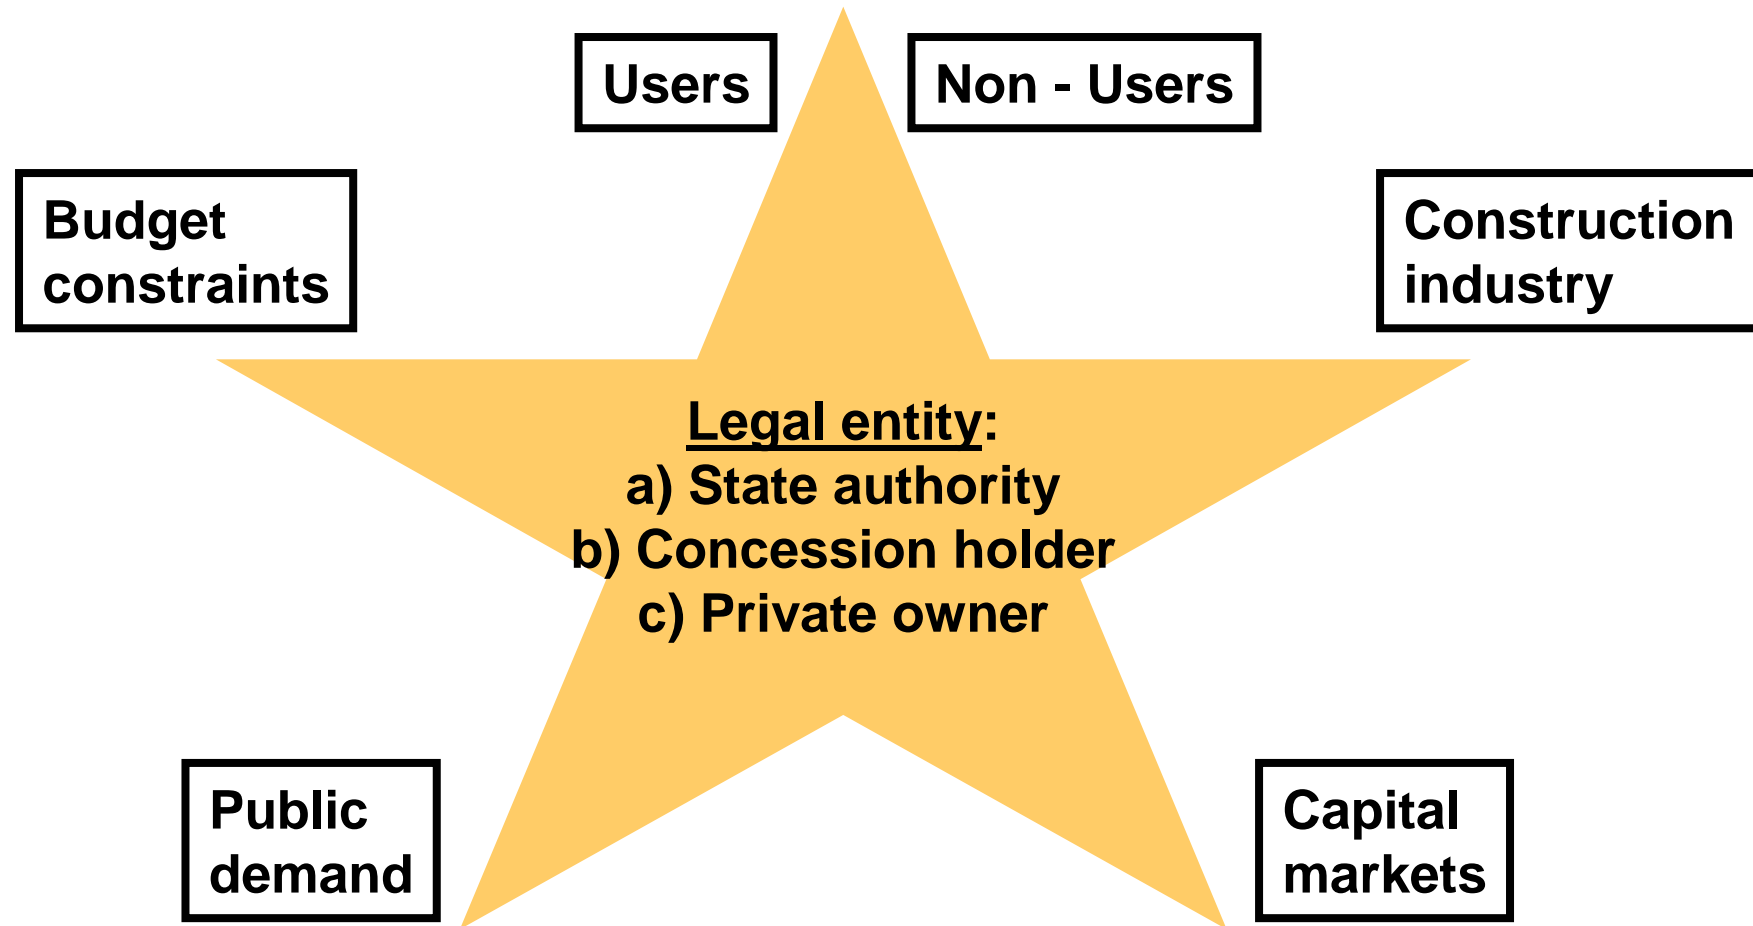 Users
Non - Users
Budget
constraints
Construction
industry
Legal entity:
a) State authority
b) Concession holder
c) Private owner
Public
demand
Capital
markets